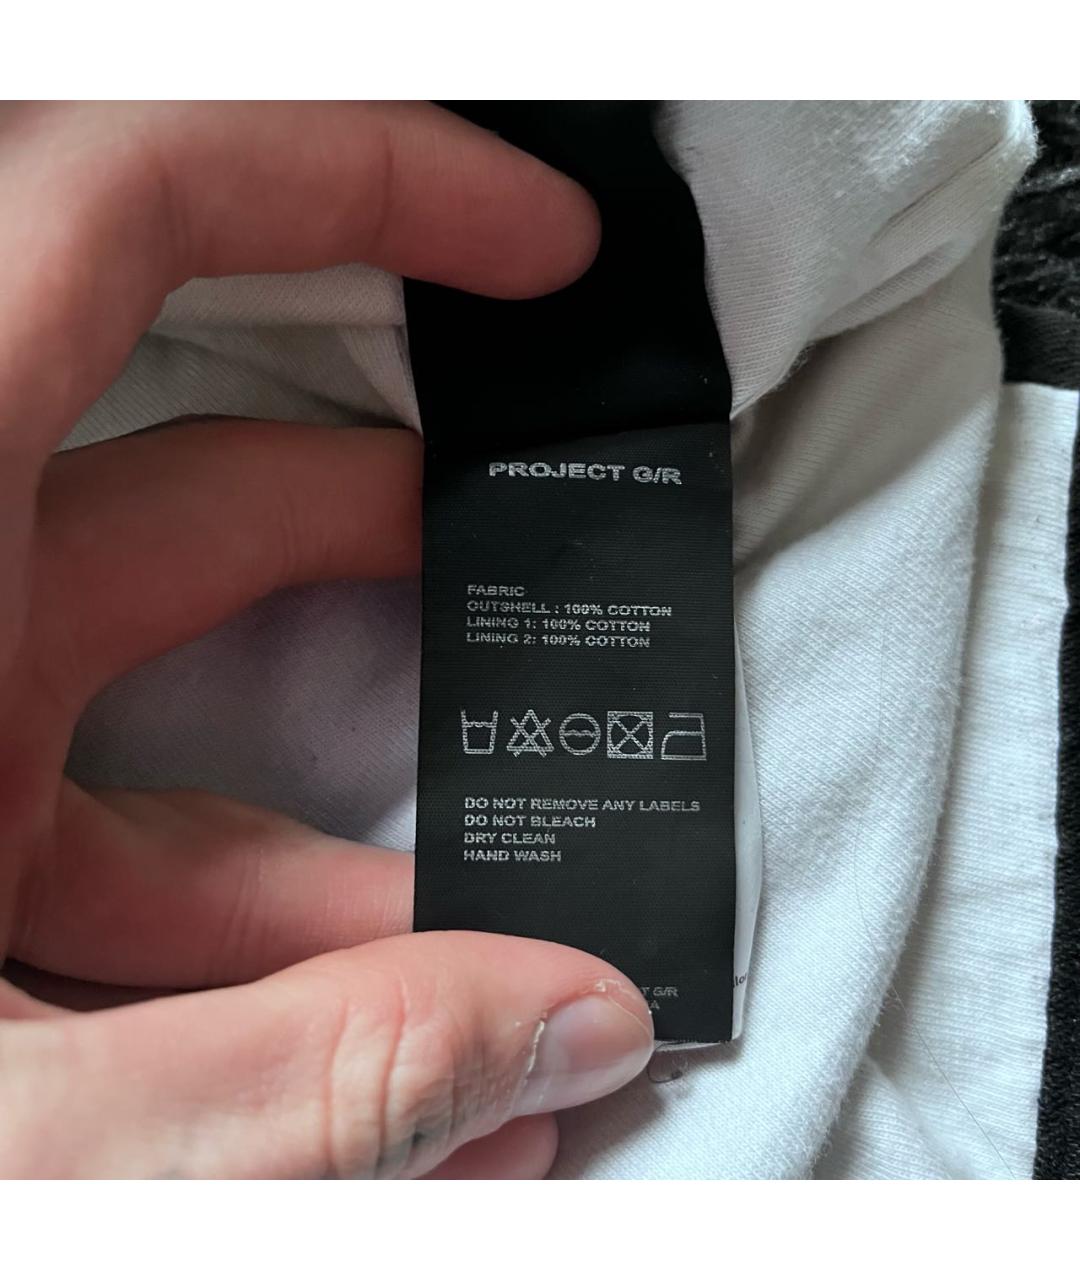 PROJECT G/R
FABRIC
OUTSHELL : 100% COTTON
LINING 1: 100% COTTON
LINING 2: 100% COTTON
DO NOT REMOVE ANY LABELS
DO NOT BLEACH
DRY CLEAN
HAND WASH
G/R